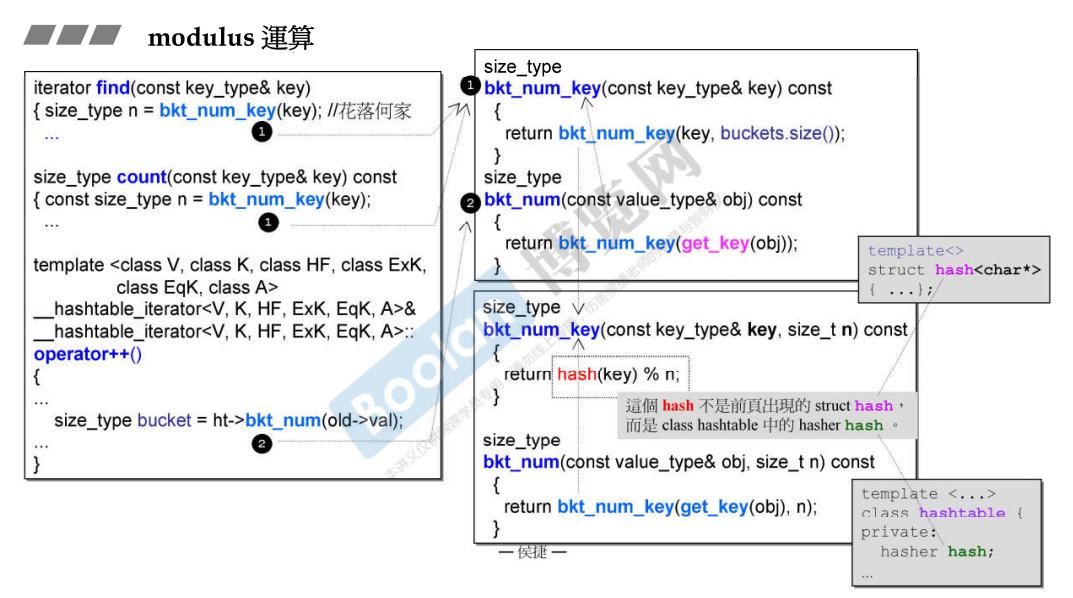 modulus 運算
iterator find(const key_type& key)
{ size_type n = bkt_num_key(key); //花落何家
1
...
size_type count(const key_type& key) const
{ const size_type n = bkt_num_key(key);
1
...
template <class V, class K, class HF, class ExK,
class EqK, class A>
__hashtable_iterator<V, K, HF, ExK, EqK, A>&
__hashtable_iterator<V, K, HF, ExK, EqK, A>::
operator++()
{
...
size_type bucket = ht->bkt_num(old->val);
...
2
}
size_type
1
bkt_num_key(const key_type& key) const
{
return bkt_num_key(key, buckets.size());
}
size_type
2
bkt_num(const value_type& obj) const
{
return bkt_num_key(get_key(obj));
}
size_type
bkt_num_key(const key_type& key, size_t n) const
{
return hash(key) % n;
}
size_type
bkt_num(const value_type& obj, size_t n) const
{
return bkt_num_key(get_key(obj), n);
}
template<>
struct hash<char*>
{ ...};
這個 hash 不是前頁出現的 struct hash，
而是 class hashtable 中的 hasher hash 。
template <...>
class hashtable {
private:
hasher hash;
...
— 侯捷 —
Boolan 博览网